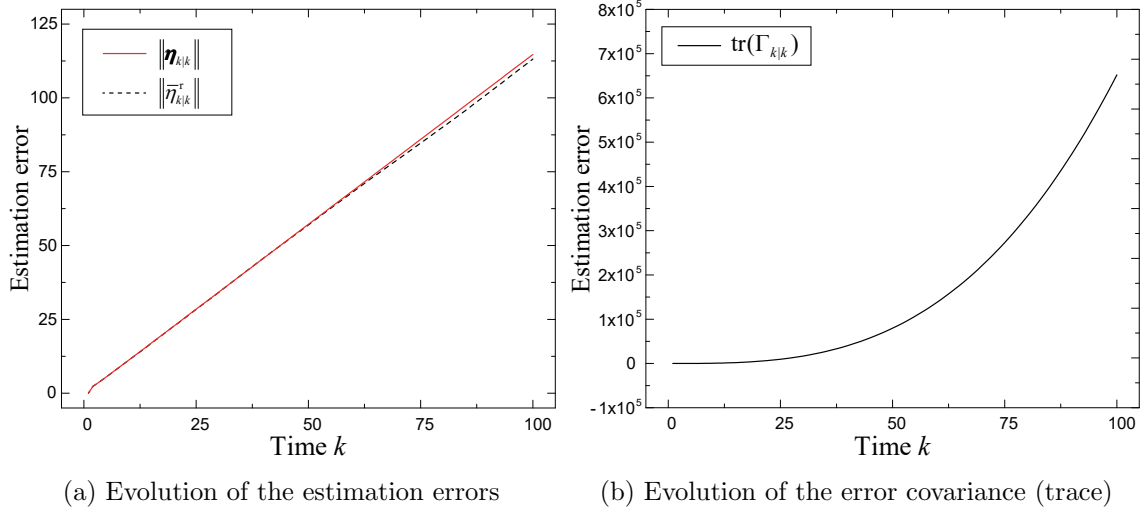 125
100
75
50
25
0
Estimation error
‖η_{k|k}‖
‖η̄^r_{k|k}‖
0 25 50 75 100
Time k
(a) Evolution of the estimation errors
8x10^5
7x10^5
6x10^5
5x10^5
4x10^5
3x10^5
2x10^5
1x10^5
0
-1x10^5
Estimation error
tr(Γ_{k|k})
0 25 50 75 100
Time k
(b) Evolution of the error covariance (trace)